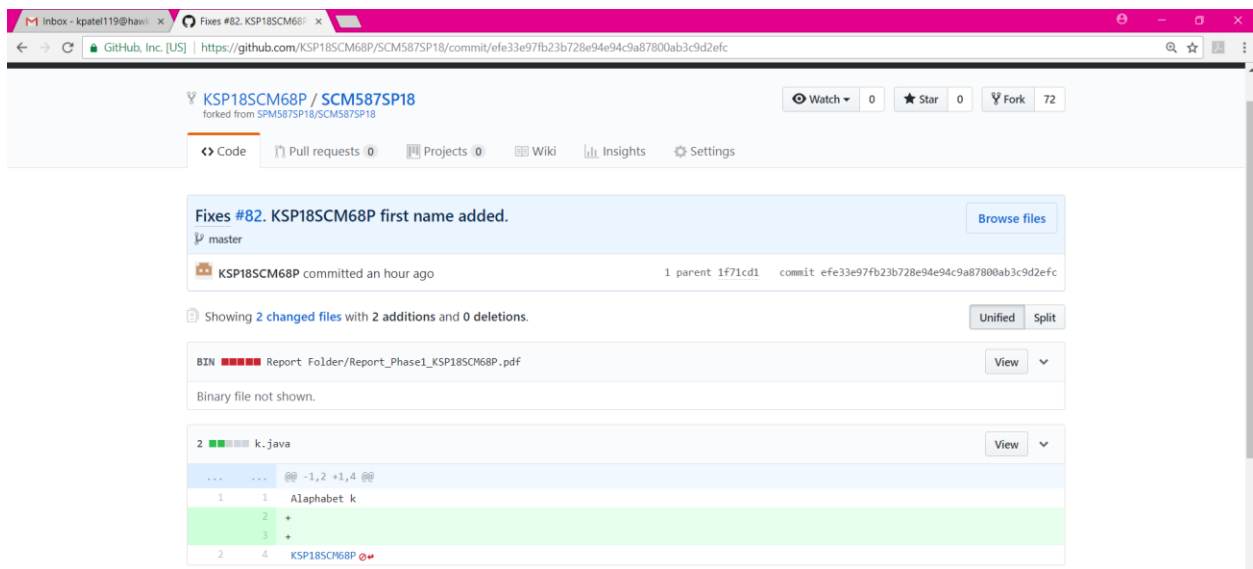 Inbox - kpatel119@haw
Fixes #82. KSP18SCM68P
GitHub, Inc. [US] | https://github.com/KSP18SCM68P/SCM587SP18/commit/efe33e97fb23b728e94e94c9a87800ab3c9d2efc
KSP18SCM68P / SCM587SP18
forked from SPM587SP18/SCM587SP18
Watch 0 Star 0 Fork 72
Code Pull requests 0 Projects 0 Wiki Insights Settings
Fixes #82. KSP18SCM68P first name added.
Browse files
master
KSP18SCM68P committed an hour ago 1 parent 1f71cd1 commit efe33e97fb23b728e94e94c9a87800ab3c9d2efc
Showing 2 changed files with 2 additions and 0 deletions. Unified Split
BIN Report Folder/Report_Phase1_KSP18SCM68P.pdf View
Binary file not shown.
2 k.java View
... ... @@ -1,2 +1,4 @@
1 1 Alaphabet k
2 +
3 +
2 4 KSP18SCM68P